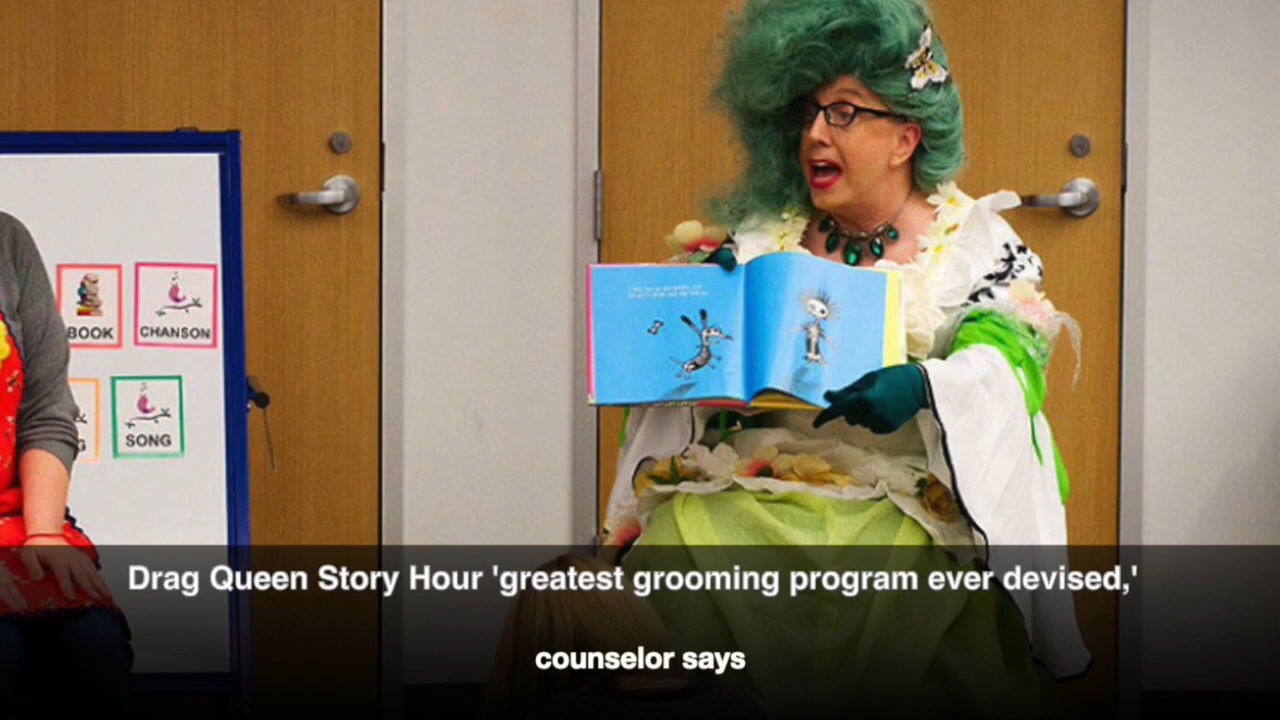 BOOK
CHANSON
SONG
Drag Queen Story Hour 'greatest grooming program ever devised,'
counselor says